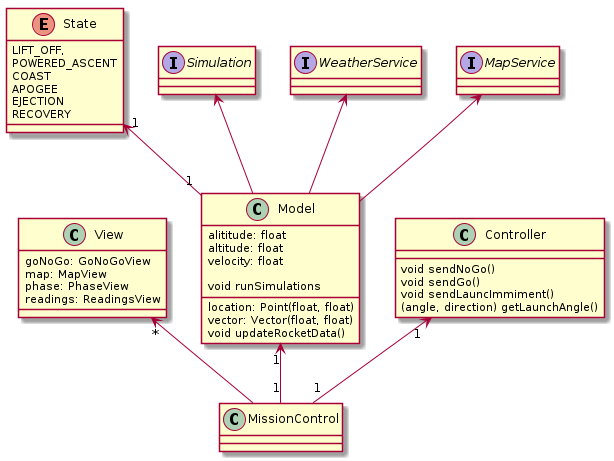 E State
LIFT_OFF,
POWERED_ASCENT
COAST
APOGEE
EJECTION
RECOVERY
I Simulation
I WeatherService
I MapService
1
1
C View
goNoGo: GoNoGoView
map: MapView
phase: PhaseView
readings: ReadingsView
C Model
alititude: float
altitude: float
velocity: float
void runSimulations
location: Point(float, float)
vector: Vector(float, float)
void updateRocketData()
C Controller
void sendNoGo()
void sendGo()
void sendLauncImmiment()
(angle, direction) getLaunchAngle()
*
1
1
1
1
C MissionControl